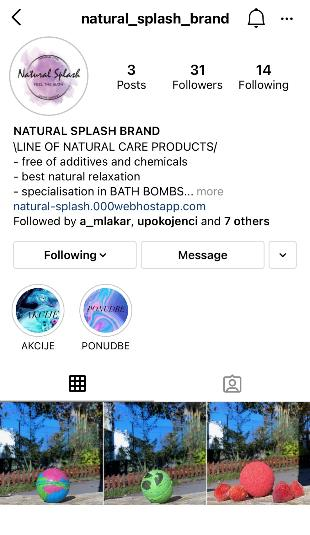 natural_splash_brand
Natural Splash
FEEL THE BATH
3 31 14
Posts Followers Following
NATURAL SPLASH BRAND
\LINE OF NATURAL CARE PRODUCTS/
- free of additives and chemicals
- best natural relaxation
- specialisation in BATH BOMBS... more
natural-splash.000webhostapp.com
Followed by a_mlakar, upokojenci and 7 others
Following Message
AKCIJE PONUDBE
AKCIJE PONUDBE